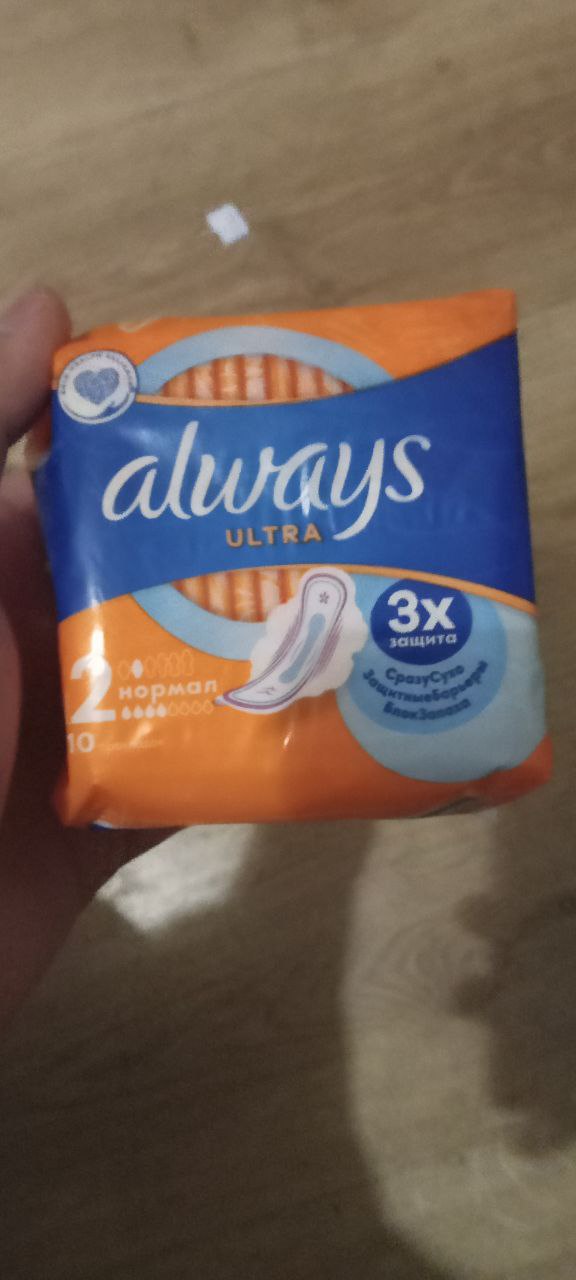 always
ULTRA
3x
защита
СразуСухо
ЗащитныеБарьеры
БлокЗапаха
2
нормал
10